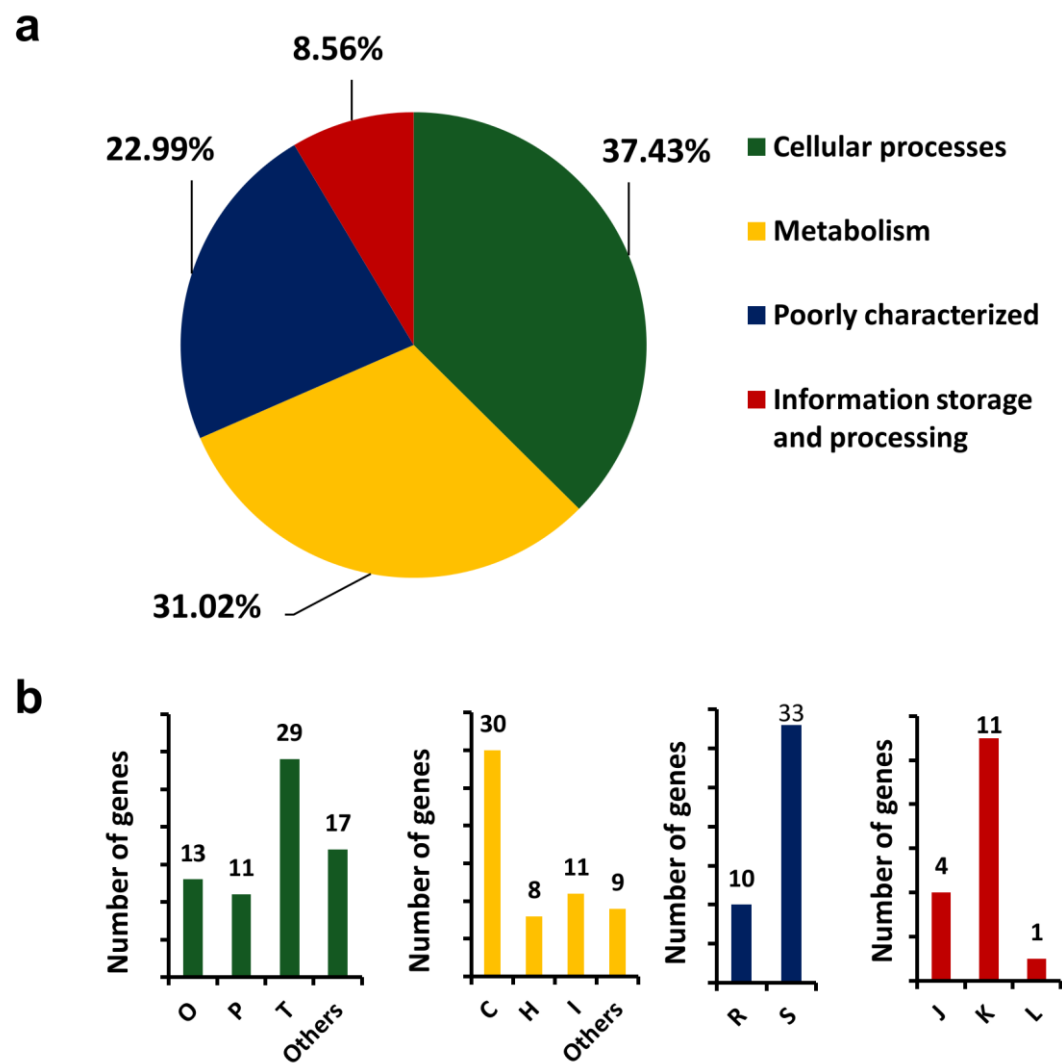 a
8.56%
22.99%
37.43%
31.02%
Cellular processes
Metabolism
Poorly characterized
Information storage
and processing
b
Number of genes
13
11
29
17
O
P
T
Others
Number of genes
30
8
11
9
C
H
I
Others
Number of genes
10
33
R
S
Number of genes
4
11
1
J
K
L